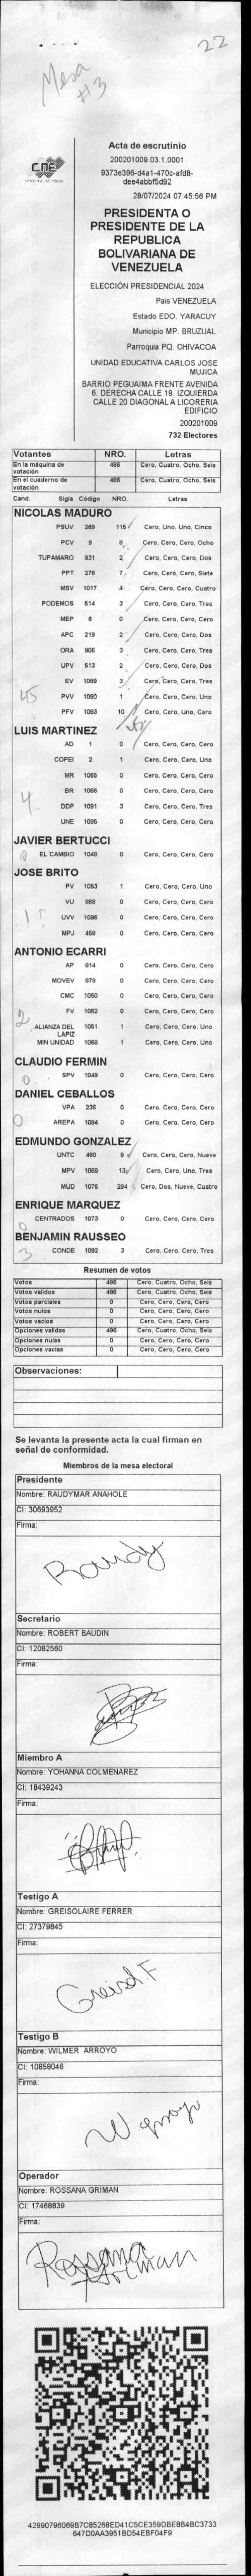 22
Mesa
#3
CNE
Acta de escrutinio
200201009.03.1.0001
9373e396-d4a1-470c-afd8-
dee4abbf5d92
28/07/2024 07:45:56 PM
PRESIDENTA O
PRESIDENTE DE LA
REPUBLICA
BOLIVARIANA DE
VENEZUELA
ELECCIÓN PRESIDENCIAL 2024
País VENEZUELA
Estado EDO. YARACUY
Municipio MP. BRUZUAL
Parroquia PQ. CHIVACOA
UNIDAD EDUCATIVA CARLOS JOSE
MUJICA
BARRIO PEGUAIMA FRENTE AVENIDA
6. DERECHA CALLE 19. IZQUIERDA
CALLE 20 DIAGONAL A LICORERIA
EDIFICIO
200201009
732 Electores
Votantes NRO. Letras
En la máquina de votación 486 Cero, Cuatro, Ocho, Seis
En el cuaderno de votación 486 Cero, Cuatro, Ocho, Seis
Cand. Sigla Código NRO. Letras
NICOLAS MADURO
PSUV 269 115 Cero, Uno, Uno, Cinco
PCV 9 8 Cero, Cero, Cero, Ocho
TUPAMARO 931 2 Cero, Cero, Cero, Dos
PPT 276 7 Cero, Cero, Cero, Siete
MSV 1017 4 Cero, Cero, Cero, Cuatro
PODEMOS 514 3 Cero, Cero, Cero, Tres
MEP 6 0 Cero, Cero, Cero, Cero
APC 219 2 Cero, Cero, Cero, Dos
ORA 906 3 Cero, Cero, Cero, Tres
UPV 513 2 Cero, Cero, Cero, Dos
EV 1089 3 Cero, Cero, Cero, Tres
PVV 1090 1 Cero, Cero, Cero, Uno
PFV 1093 10 Cero, Cero, Uno, Cero
LUIS MARTINEZ
AD 1 0 Cero, Cero, Cero, Cero
COPEI 2 1 Cero, Cero, Cero, Uno
MR 1065 0 Cero, Cero, Cero, Cero
BR 1066 0 Cero, Cero, Cero, Cero
4
DDP 1091 3 Cero, Cero, Cero, Tres
UNE 1095 0 Cero, Cero, Cero, Cero
JAVIER BERTUCCI
0 EL CAMBIO 1048 0 Cero, Cero, Cero, Cero
JOSE BRITO
PV 1053 1 Cero, Cero, Cero, Uno
VU 868 0 Cero, Cero, Cero, Cero
1 UVV 1096 0 Cero, Cero, Cero, Cero
MPJ 459 0 Cero, Cero, Cero, Cero
ANTONIO ECARRI
AP 814 0 Cero, Cero, Cero, Cero
MOVEV 878 0 Cero, Cero, Cero, Cero
CMC 1050 0 Cero, Cero, Cero, Cero
2 FV 1062 0 Cero, Cero, Cero, Cero
ALIANZA DEL LAPIZ 1051 1 Cero, Cero, Cero, Uno
MIN UNIDAD 1068 1 Cero, Cero, Cero, Uno
CLAUDIO FERMIN
0 SPV 1049 0 Cero, Cero, Cero, Cero
DANIEL CEBALLOS
VPA 236 0 Cero, Cero, Cero, Cero
0 AREPA 1094 0 Cero, Cero, Cero, Cero
EDMUNDO GONZALEZ
UNTC 460 9 Cero, Cero, Cero, Nueve
MPV 1069 13 Cero, Cero, Uno, Tres
MUD 1075 294 Cero, Dos, Nueve, Cuatro
ENRIQUE MARQUEZ
0 CENTRADOS 1073 0 Cero, Cero, Cero, Cero
BENJAMIN RAUSSEO
3 CONDE 1092 3 Cero, Cero, Cero, Tres
Resumen de votos
Votos 486 Cero, Cuatro, Ocho, Seis
Votos validos 486 Cero, Cuatro, Ocho, Seis
Votos parciales 0 Cero, Cero, Cero, Cero
Votos nulos 0 Cero, Cero, Cero, Cero
Votos vacios 0 Cero, Cero, Cero, Cero
Opciones validas 486 Cero, Cuatro, Ocho, Seis
Opciones nulas 0 Cero, Cero, Cero, Cero
Opciones vacias 0 Cero, Cero, Cero, Cero
Observaciones:
Se levanta la presente acta la cual firman en
señal de conformidad.
Miembros de la mesa electoral
Presidente
Nombre: RAUDYMAR ANAHOLE
CI: 30693952
Firma:
Raudy
Secretario
Nombre: ROBERT BAUDIN
CI: 12082560
Firma:
Miembro A
Nombre: YOHANNA COLMENAREZ
CI: 18439243
Firma:
Testigo A
Nombre: GREISOLAIRE FERRER
CI: 27379845
Firma:
Greisol F
Testigo B
Nombre: WILMER ARROYO
CI: 10858046
Firma:
W arroyo
Operador
Nombre: ROSSANA GRIMAN
CI: 17468839
Firma:
Rossana Griman
42990796069B7C85268ED41C5CE359DBE8B4BC3733
647D0AA3951BD54EBF04F9